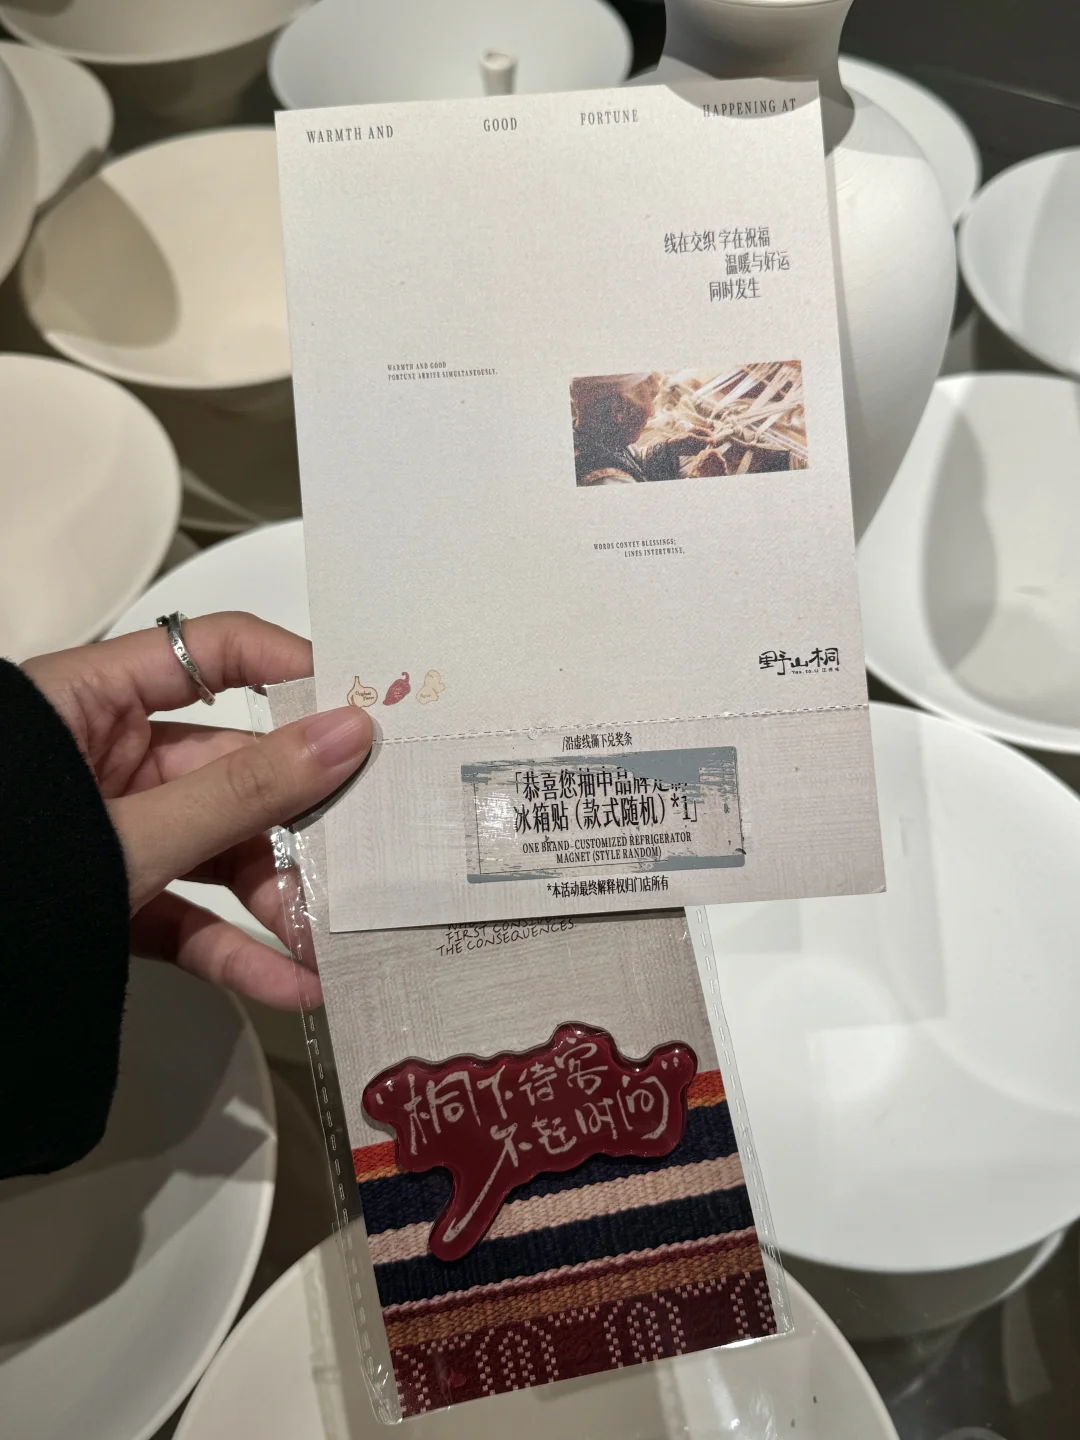 WARMTH AND GOOD FORTUNE HAPPENING AT
线在交织 字在祝福
温暖与好运
同时发生
WARMTH AND GOOD
FORTUNE ARRIVE SIMULTANEOUSLY.
WORDS CONVEY BLESSINGS;
LINES INTERTWINE,
野山桐
/沿虚线撕下兑奖条
「恭喜您抽中品牌定制
冰箱贴（款式随机）*1」
ONE BRAND-CUSTOMIZED REFRIGERATOR
MAGNET (STYLE RANDOM)
*本活动最终解释权归门店所有
FIRST CONSIDER
THE CONSEQUENCES.
"桐下待客
不赶时间"